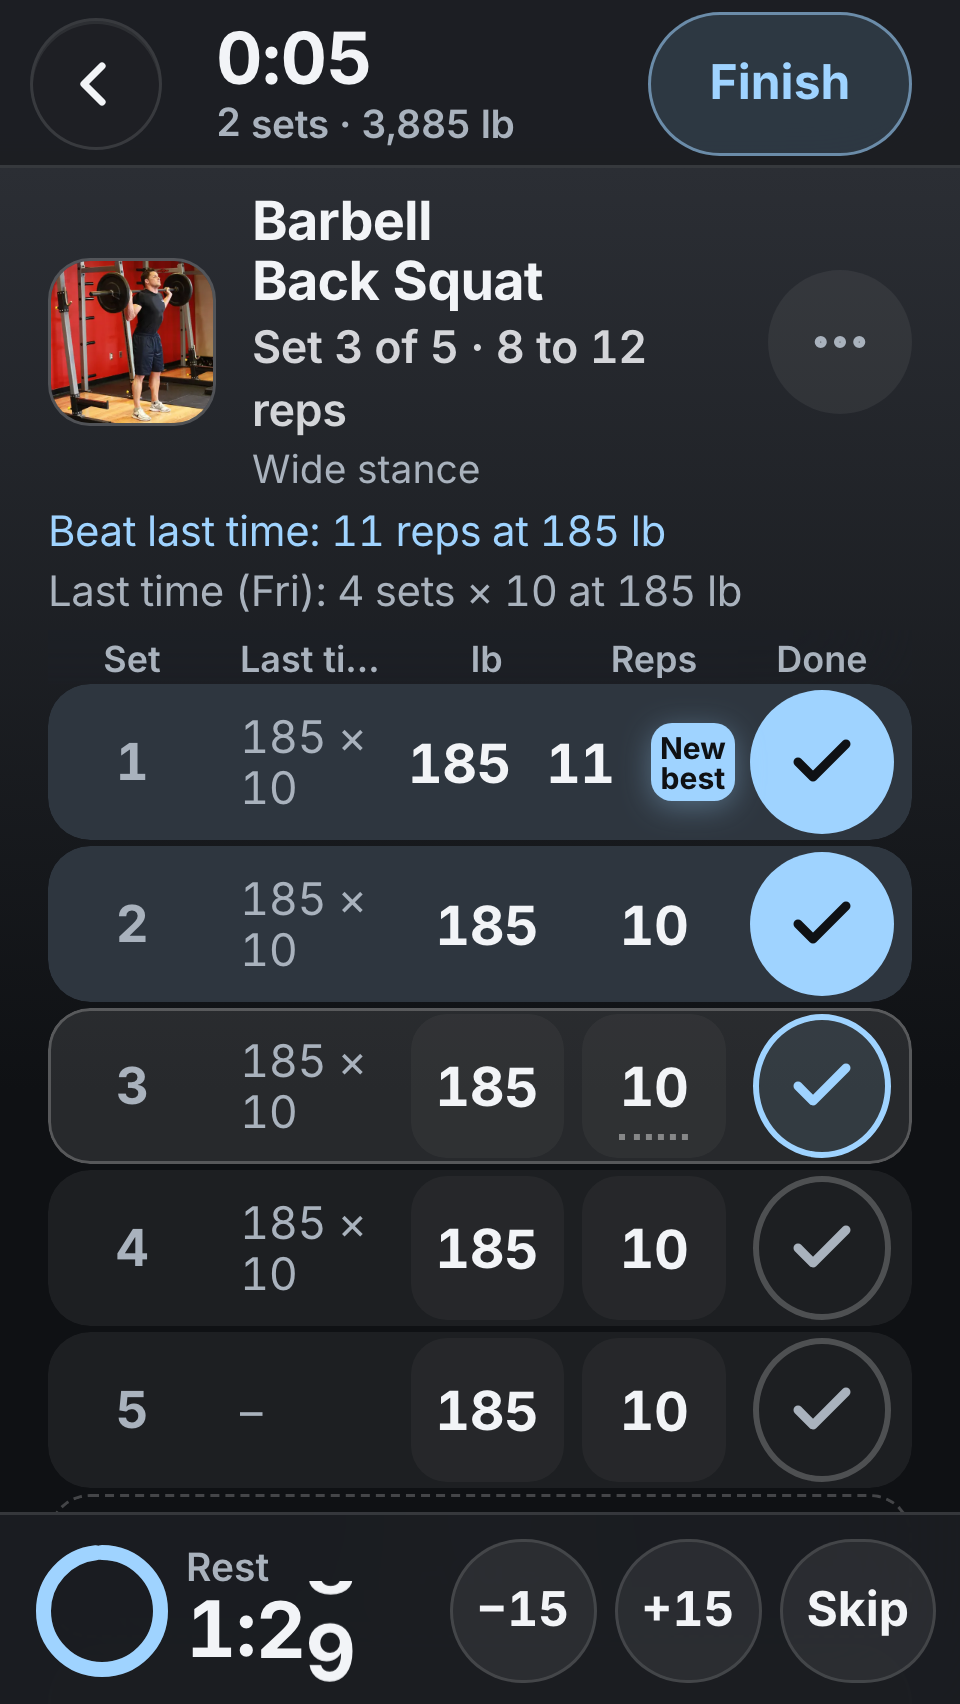 0:05
2 sets · 3,885 lb
Finish
Barbell
Back Squat
Set 3 of 5 · 8 to 12
reps
Wide stance
Beat last time: 11 reps at 185 lb
Last time (Fri): 4 sets × 10 at 185 lb
Set Last ti... lb Reps Done
1 185 × 10 185 11 New best
2 185 × 10 185 10
3 185 × 10 185 10
4 185 × 10 185 10
5 – 185 10
Rest
1:29
−15 +15 Skip